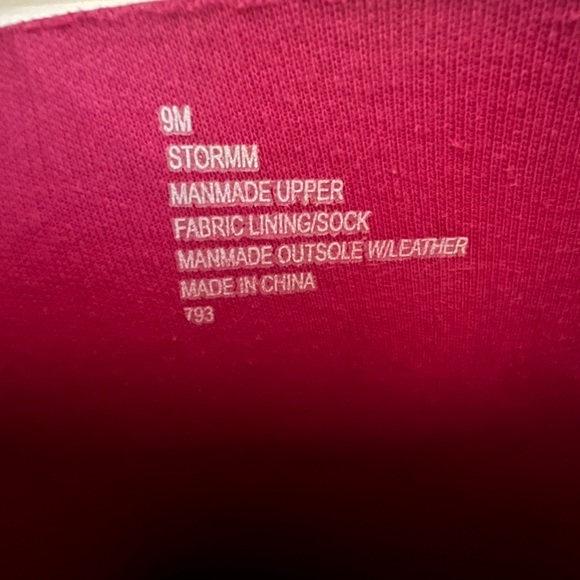 9M
STORMM
MANMADE UPPER
FABRIC LINING/SOCK
MANMADE OUTSOLE W/LEATHER
MADE IN CHINA
793